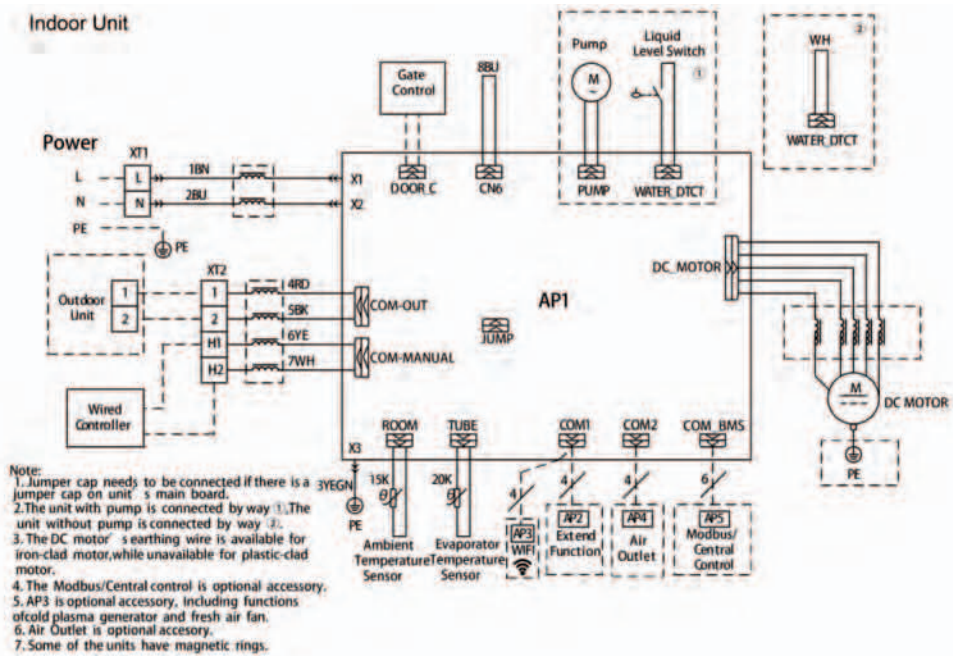 Indoor Unit
Power
XT1
L
L
1BN
X1
N
N
2BU
X2
PE
PE
Gate
Control
DOOR_C
8BU
CN6
Pump
M
~
PUMP
Liquid
Level Switch
①
WATER_DTCT
②
WH
WATER_DTCT
Outdoor
Unit
1
2
XT2
1
4RD
2
5BK
COM-OUT
H1
6YE
H2
7WH
COM-MANUAL
Wired
Controller
AP1
JUMP
DC_MOTOR
M
DC MOTOR
PE
X3
3YEGN
PE
ROOM
15K
θ
Ambient
Temperature
Sensor
TUBE
20K
θ
Evaporator
Temperature
Sensor
COM1
4
AP3
WIFI
4
AP2
Extend
Function
COM2
4
AP4
Air
Outlet
COM_BMS
6
AP5
Modbus/
Central
Control
Note:
1. Jumper cap needs to be connected if there is a
jumper cap on unit' s main board.
2.The unit with pump is connected by way ①,The
unit without pump is connected by way ②.
3. The DC motor' s earthing wire is available for
iron-clad motor,while unavailable for plastic-clad
motor.
4. The Modbus/Central control is optional accessory.
5. AP3 is optional accessory, including functions
ofcold plasma generator and fresh air fan.
6. Air Outlet is optional accesory.
7. Some of the units have magnetic rings.